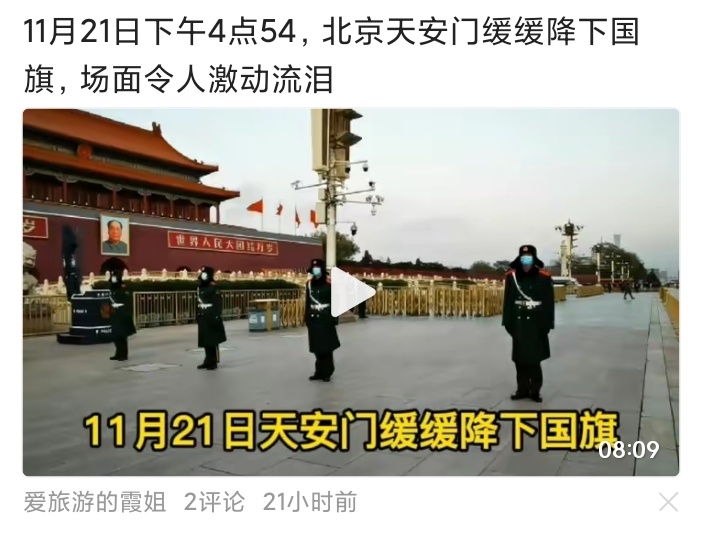 11月21日下午4点54，北京天安门缓缓降下国
旗，场面令人激动流泪
世界人民大团结万岁
岁
11月21日天安门缓缓降下国旗
08:09
爱旅游的霞姐 2评论 21小时前